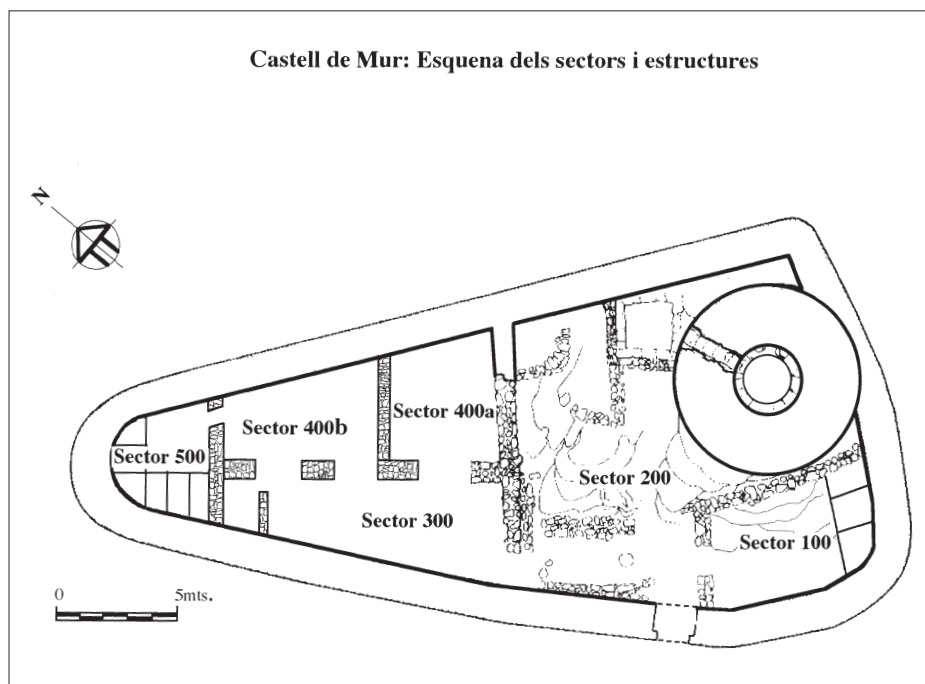 Castell de Mur: Esquena dels sectors i estructures
N
Sector 400a
Sector 400b
Sector 500
Sector 200
Sector 300
Sector 100
0 5mts.